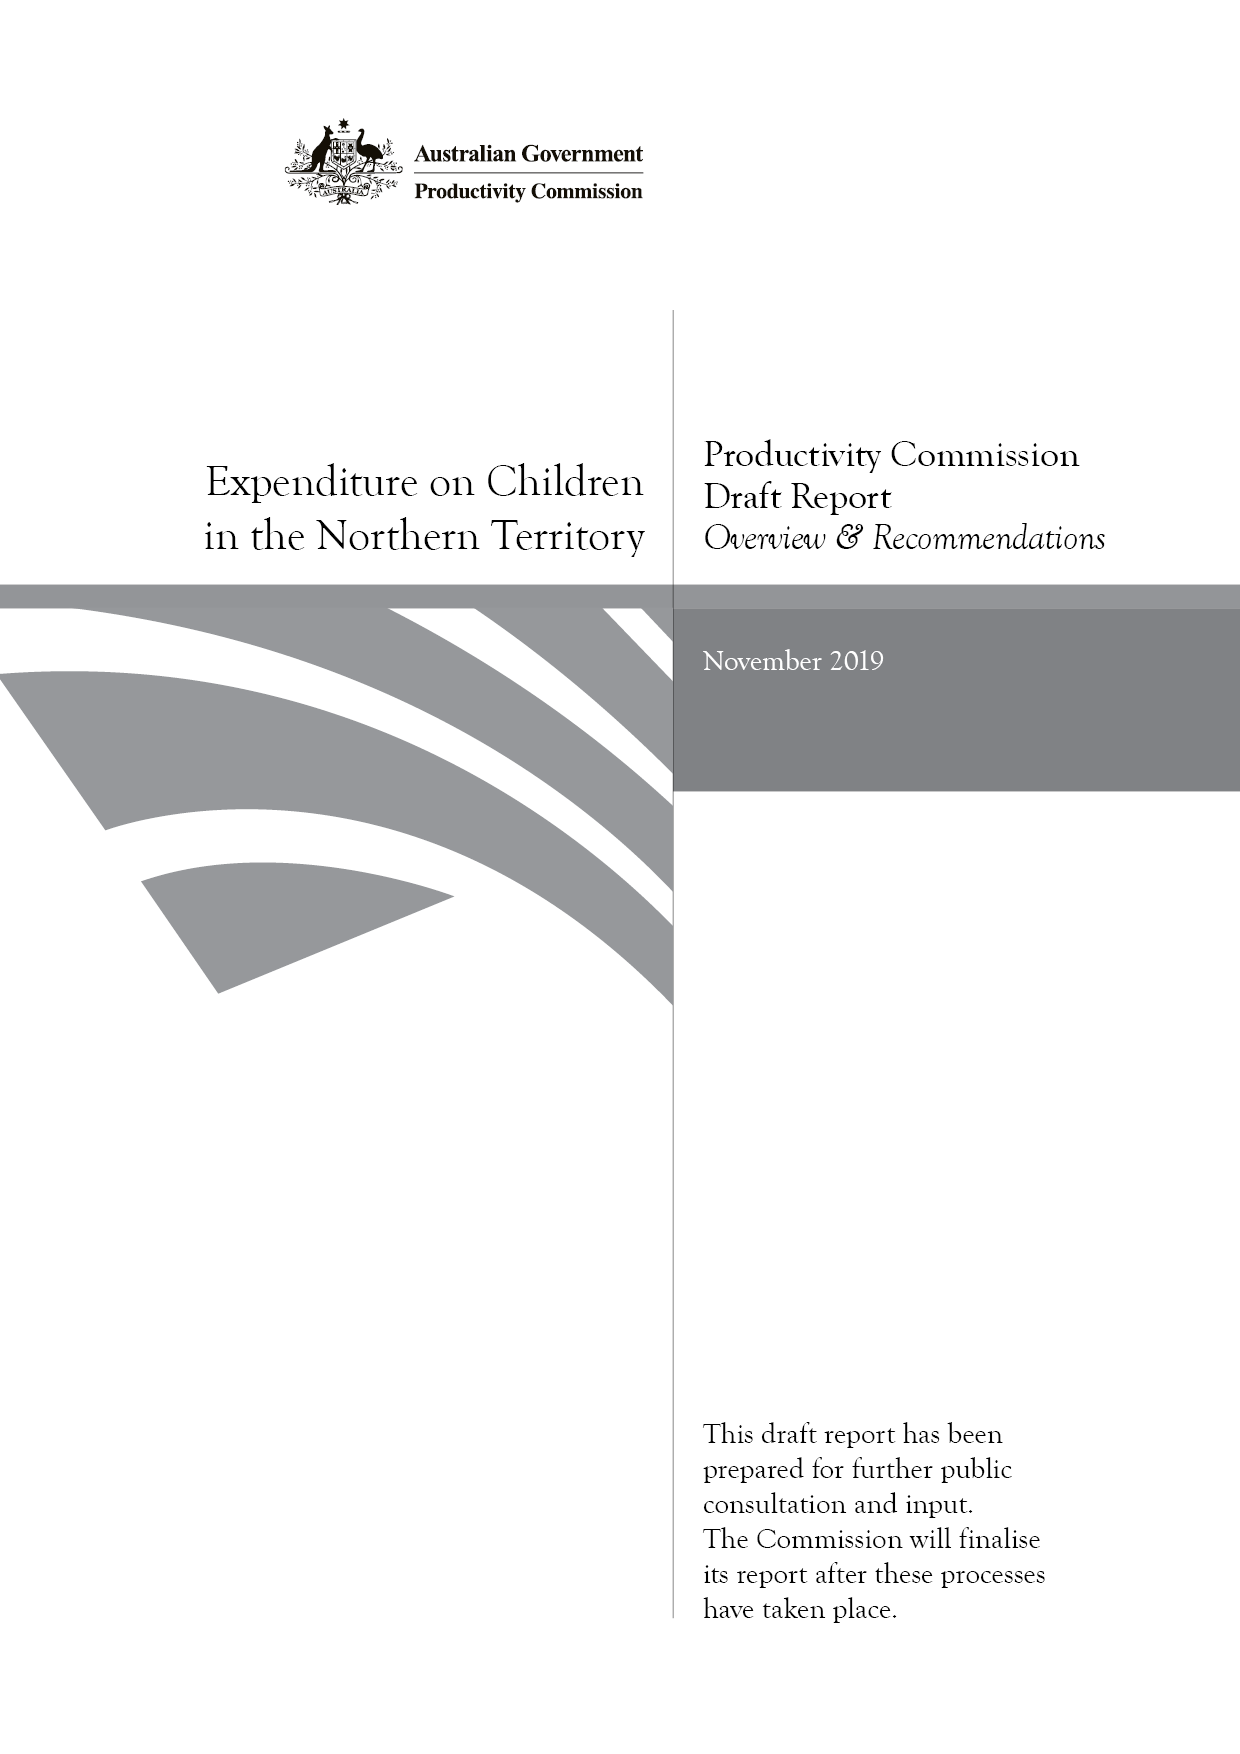 AUSTRALIA
Australian Government
Productivity Commission
Expenditure on Children
in the Northern Territory
Productivity Commission
Draft Report
Overview & Recommendations
November 2019
This draft report has been
prepared for further public
consultation and input.
The Commission will finalise
its report after these processes
have taken place.